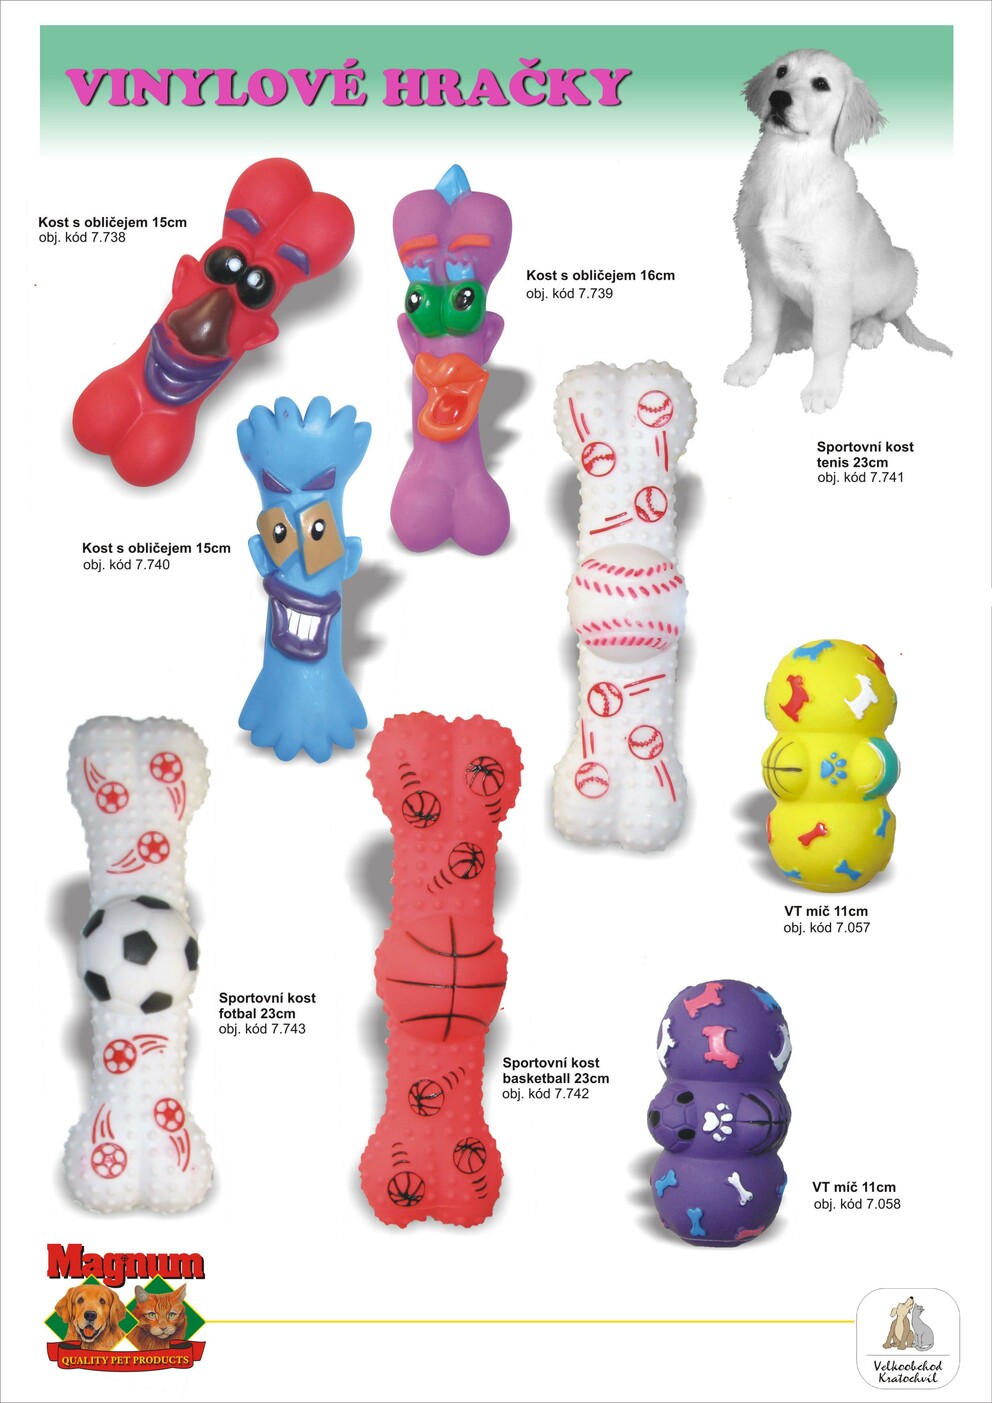 VINYLOVÉ HRAČKY
Kost s obličejem 15cm
obj. kód 7.738
Kost s obličejem 16cm
obj. kód 7.739
Sportovní kost
tenis 23cm
obj. kód 7.741
Kost s obličejem 15cm
obj. kód 7.740
VT míč 11cm
obj. kód 7.057
Sportovní kost
fotbal 23cm
obj. kód 7.743
Sportovní kost
basketball 23cm
obj. kód 7.742
VT míč 11cm
obj. kód 7.058
Magnum
QUALITY PET PRODUCTS
Velkoobchod
Kratochvíl